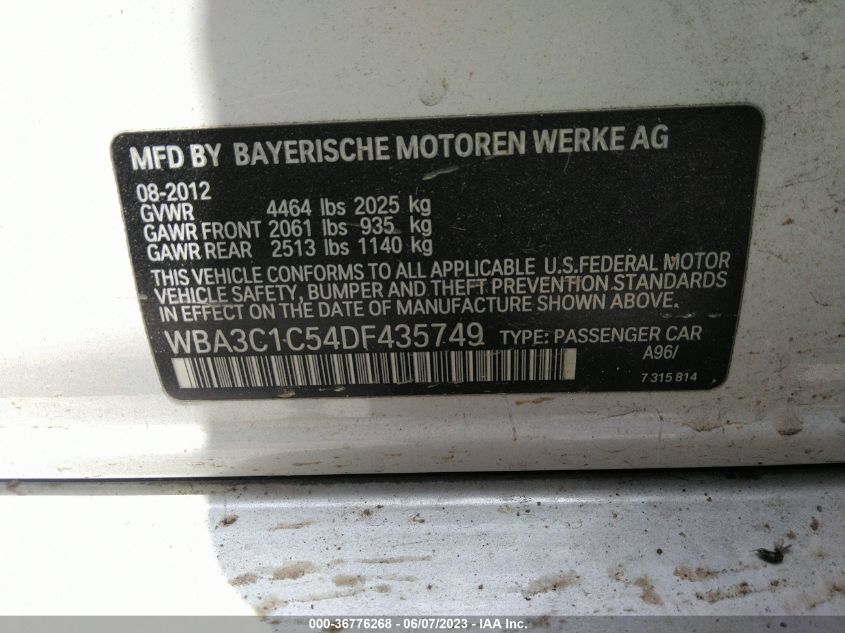 MFD BY BAYERISCHE MOTOREN WERKE AG
08-2012
GVWR 4464 lbs 2025 kg
GAWR FRONT 2061 lbs 935 kg
GAWR REAR 2513 lbs 1140 kg
THIS VEHICLE CONFORMS TO ALL APPLICABLE U.S.FEDERAL MOTOR
VEHICLE SAFETY, BUMPER AND THEFT PREVENTION STANDARDS
IN EFFECT ON THE DATE OF MANUFACTURE SHOWN ABOVE.
WBA3C1C54DF435749 TYPE: PASSENGER CAR
A96/
7 315 814
000-36776268 - 06/07/2023 - IAAI.COM